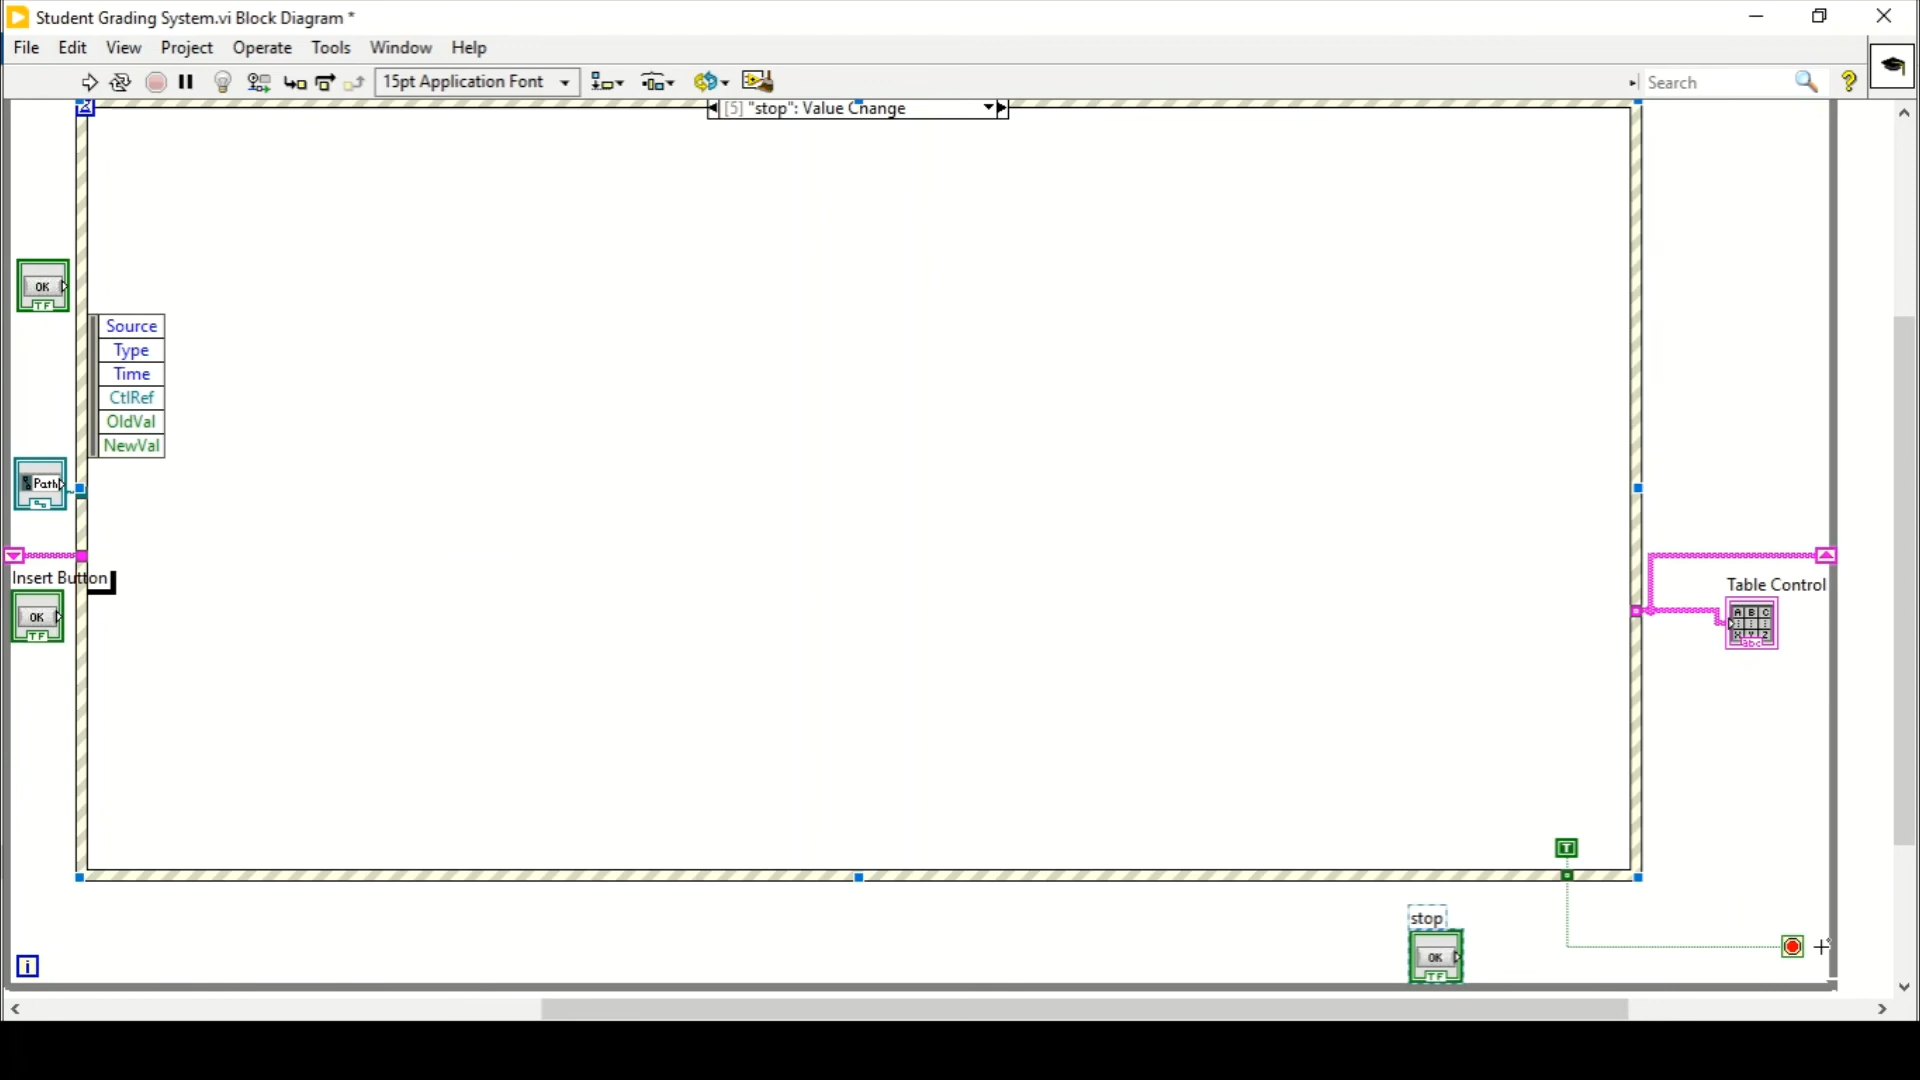 Student Grading System.vi Block Diagram *
File Edit View Project Operate Tools Window Help
15pt Application Font
Search
?
[5] "stop": Value Change
OK
TF
Source
Type
Time
CtlRef
OldVal
NewVal
Path
Insert Button
OK
TF
Table Control
A B C
X Y Z
abc
T
stop
OK
TF
i